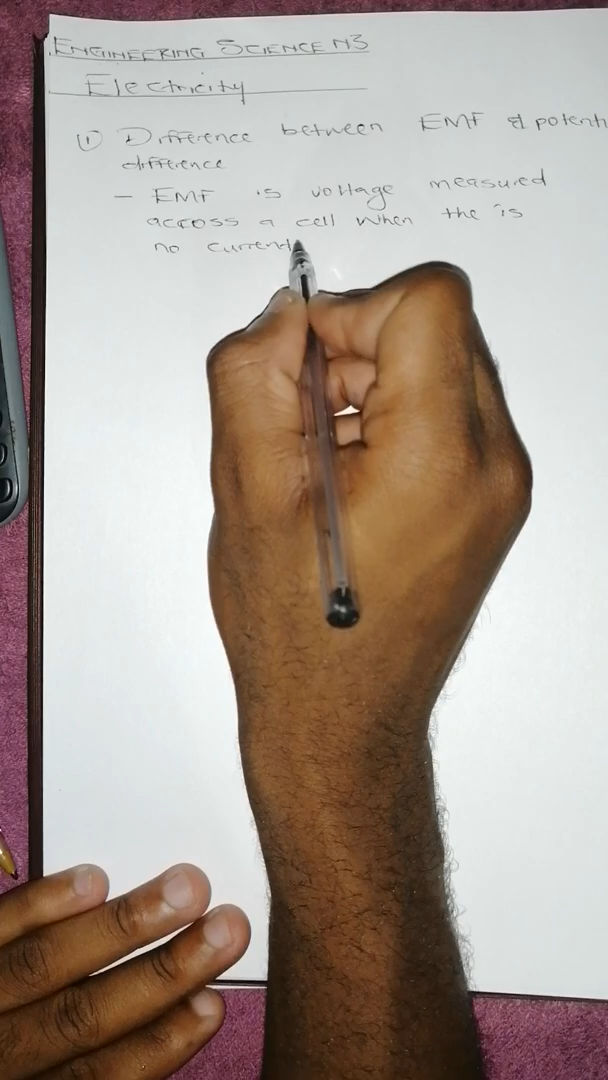 ENGINEERING SCIENCE N3
Electricity
① Difference between EMF & potenti
difference
- EMF is voltage measured
across a cell when the is
no current